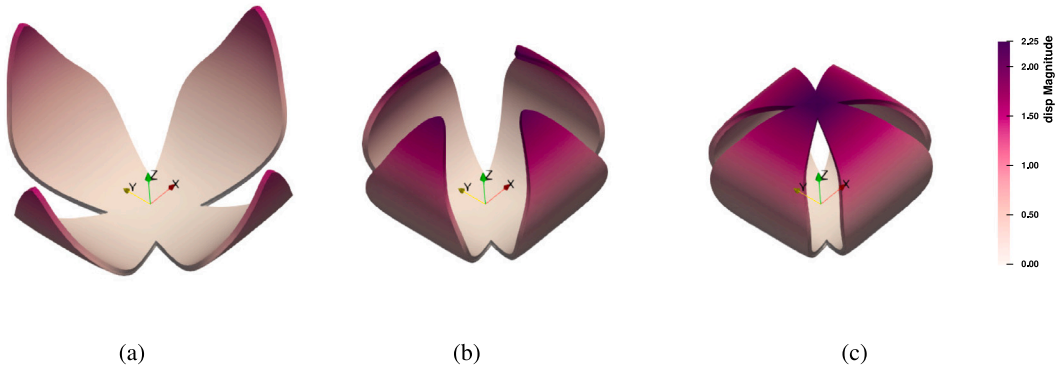 Z
Y
X
Z
Y
X
Z
Y
X
2.25
2.00
1.50
1.00
0.50
0.00
disp Magnitude
(a)
(b)
(c)